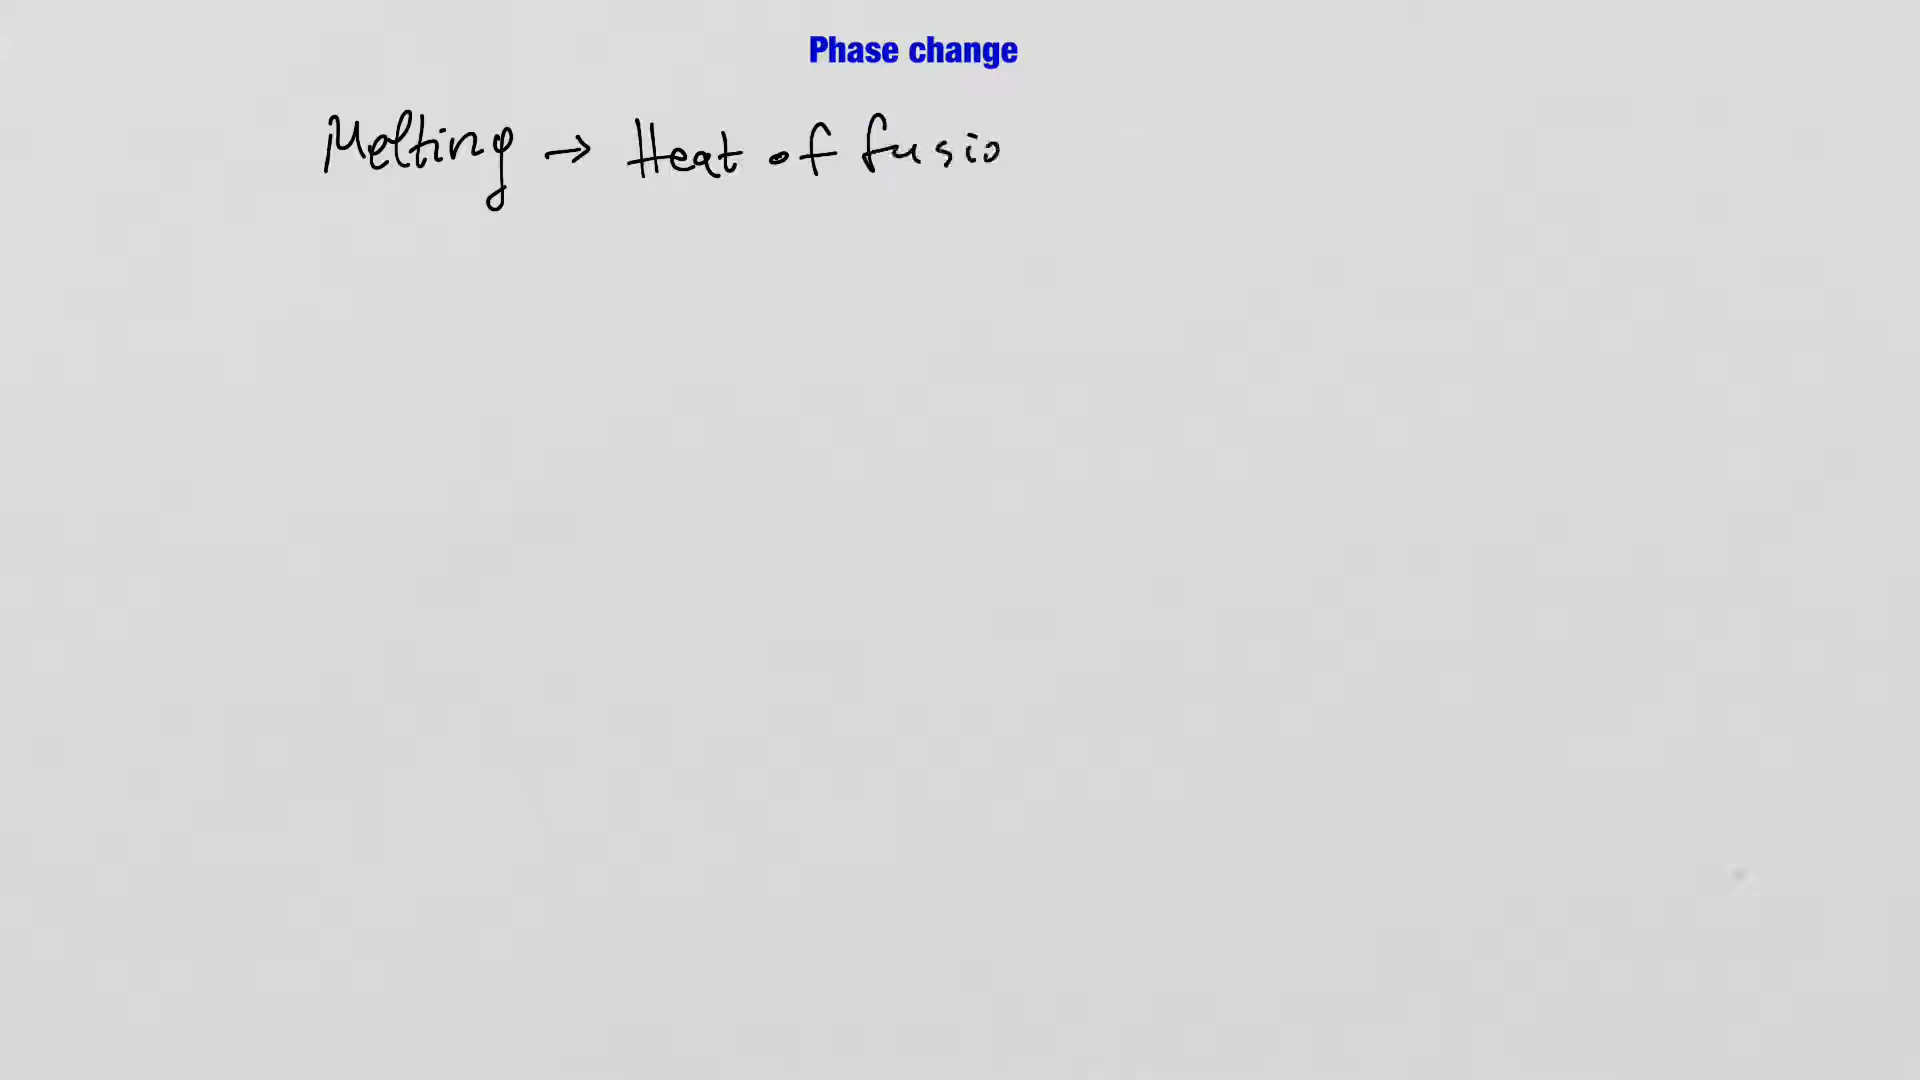 Phase change
Melting → Heat of fusio